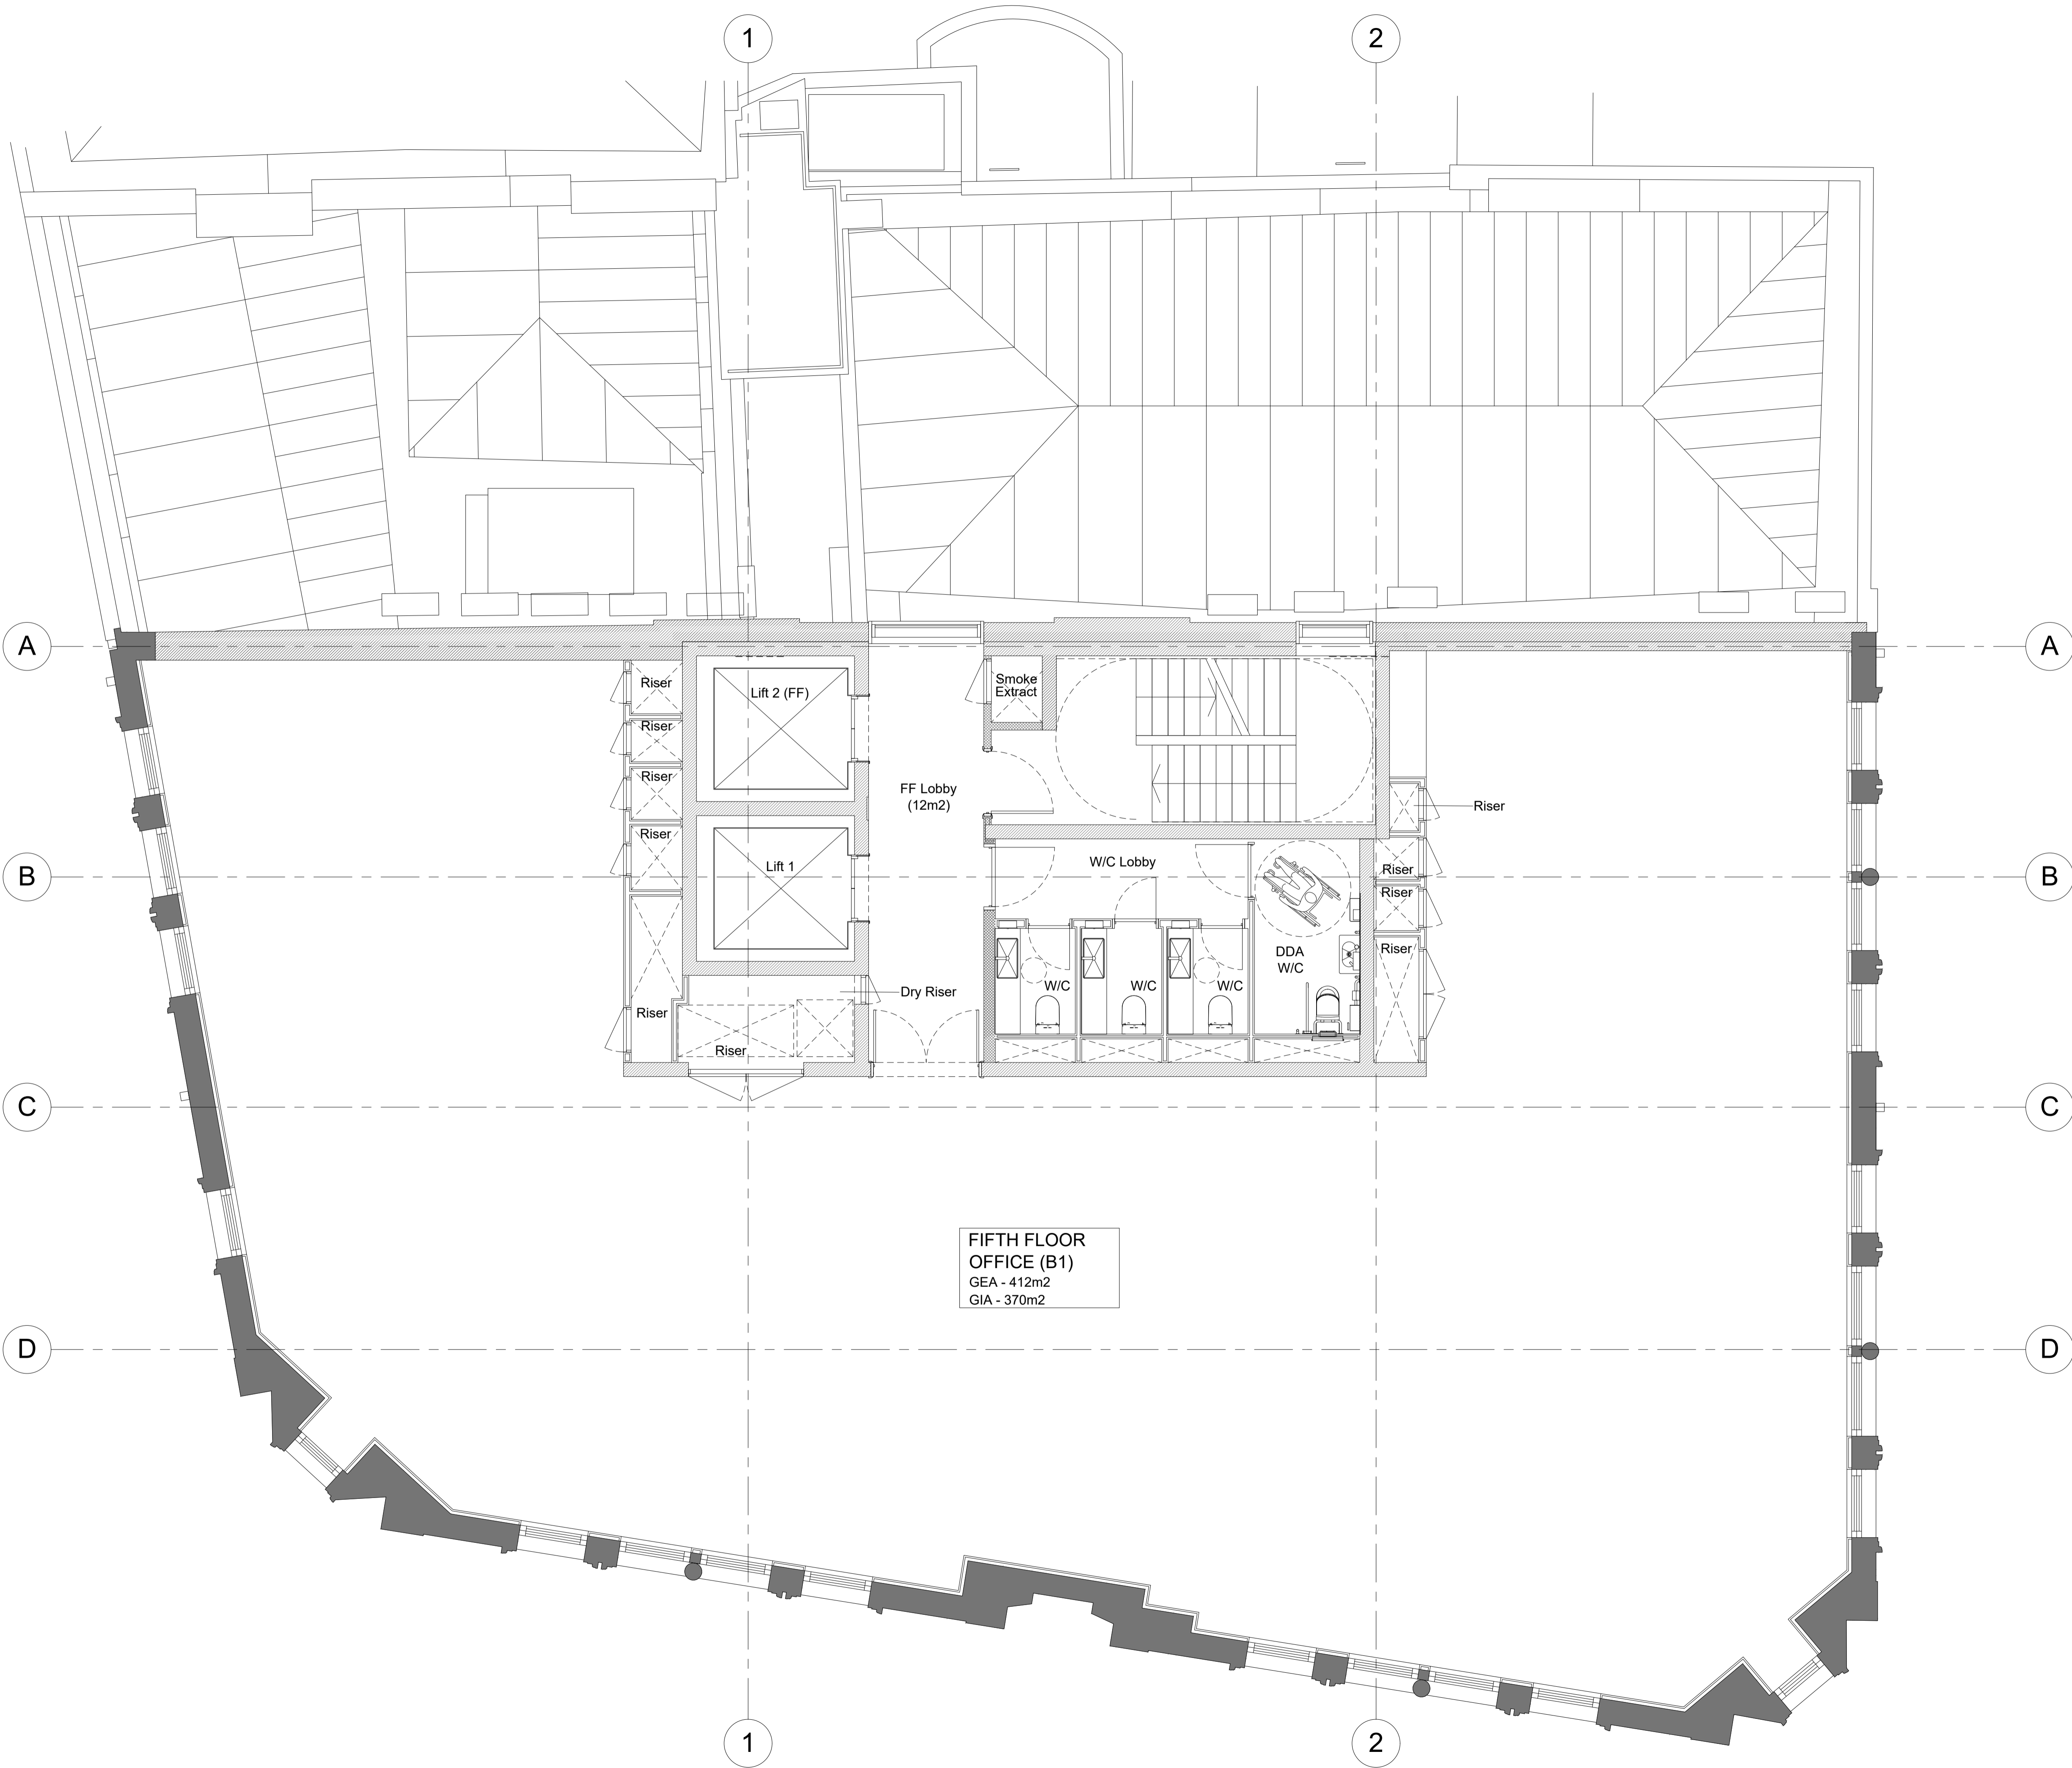 1
2
A
A
Riser
Lift 2 (FF)
Smoke
Extract
Riser
Riser
FF Lobby
(12m2)
Riser
Riser
W/C Lobby
Lift 1
B
Riser
B
Riser
DDA
W/C
Riser
W/C
W/C
W/C
Dry Riser
Riser
Riser
C
C
FIFTH FLOOR
OFFICE (B1)
GEA - 412m2
GIA - 370m2
D
D
1
2